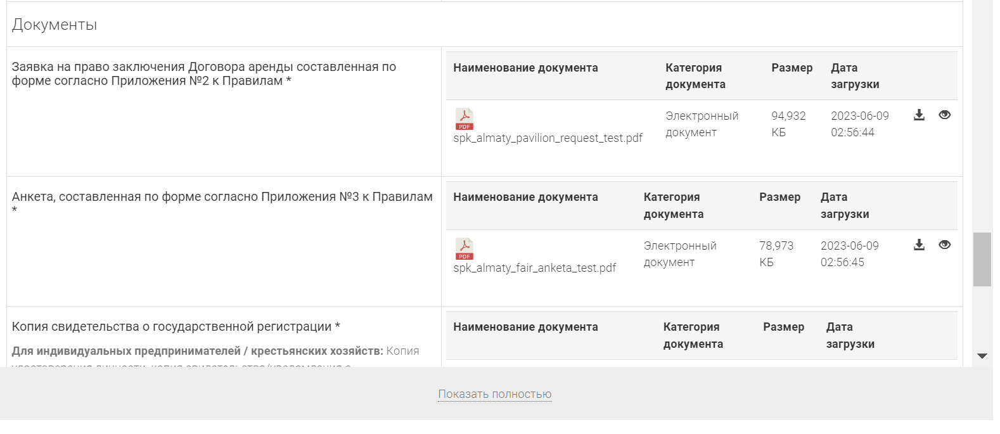 Документы
Заявка на право заключения Договора аренды составленная по
форме согласно Приложения №2 к Правилам *
Наименование документа Категория документа Размер Дата загрузки
PDF
spk_almaty_pavilion_request_test.pdf Электронный документ 94,932 КБ 2023-06-09 02:56:44
Анкета, составленная по форме согласно Приложения №3 к Правилам
*
Наименование документа Категория документа Размер Дата загрузки
PDF
spk_almaty_fair_anketa_test.pdf Электронный документ 78,973 КБ 2023-06-09 02:56:45
Копия свидетельства о государственной регистрации *
Для индивидуальных предпринимателей / крестьянских хозяйств: Копия
Наименование документа Категория документа Размер Дата загрузки
Показать полностью